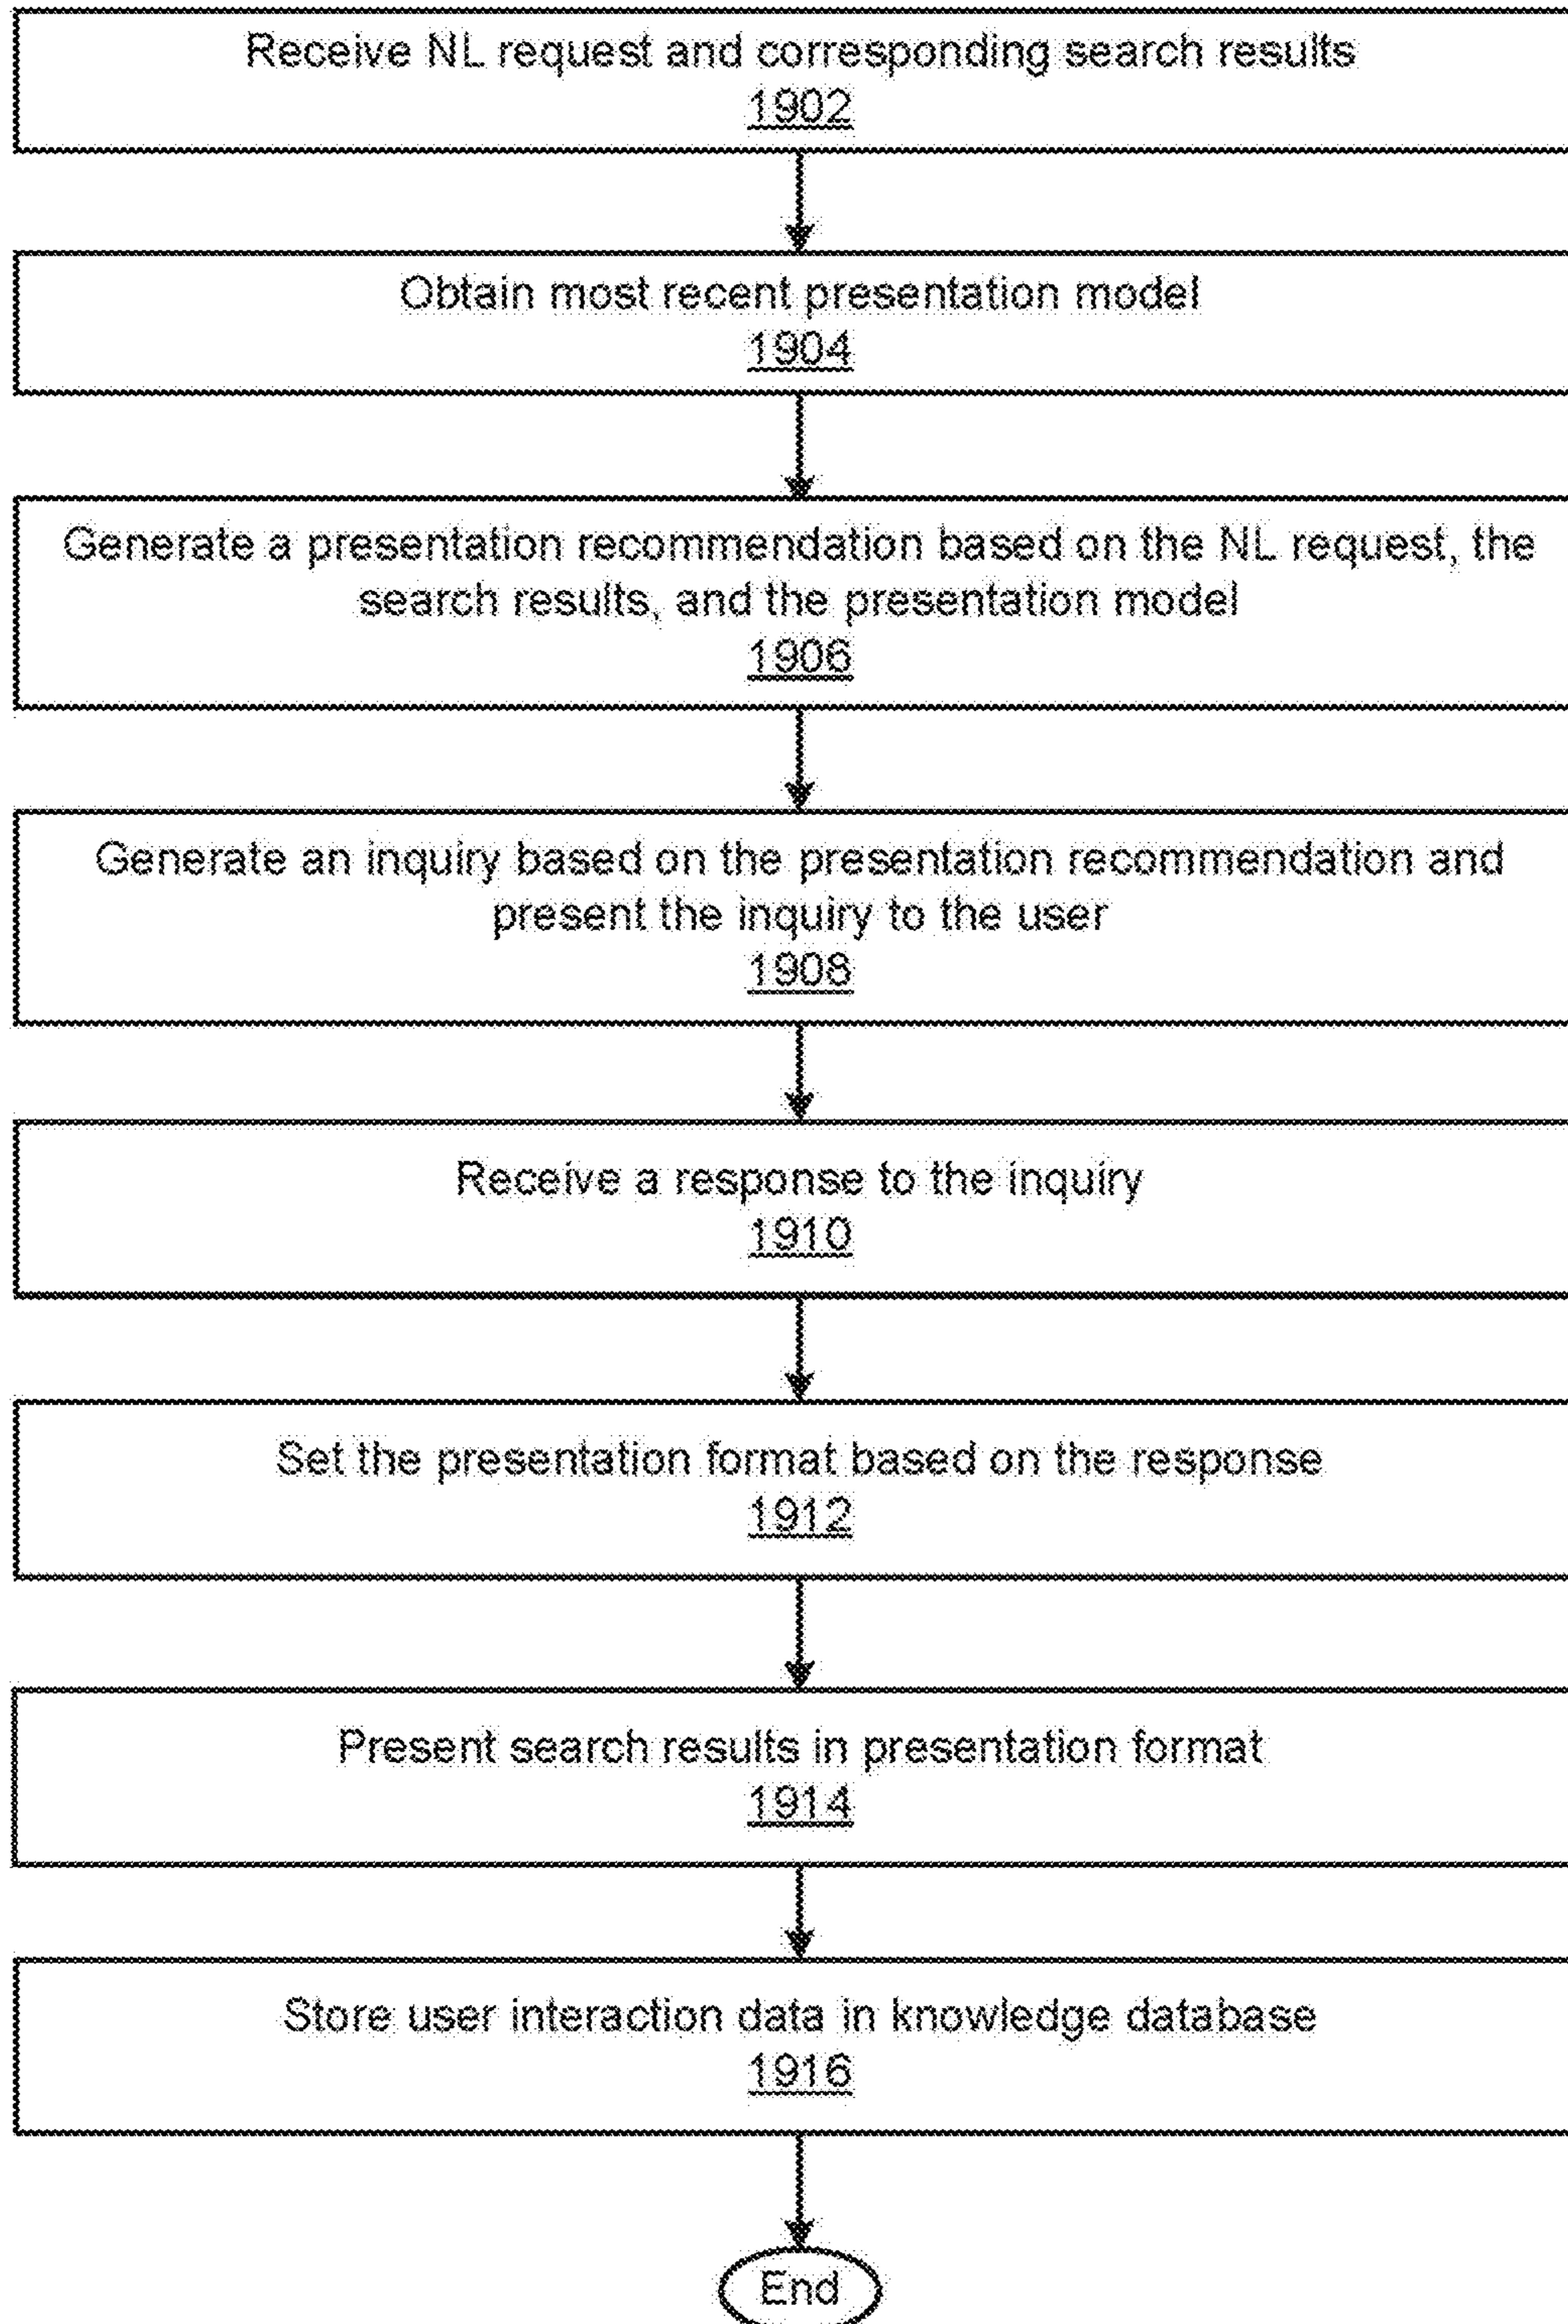 Receive NL request and corresponding search results
1902
Obtain most recent presentation model
1904
Generate a presentation recommendation based on the NL request, the
search results, and the presentation model
1906
Generate an inquiry based on the presentation recommendation and
present the inquiry to the user
1908
Receive a response to the inquiry
1910
Set the presentation format based on the response
1912
Present search results in presentation format
1914
Store user interaction data in knowledge database
1916
End